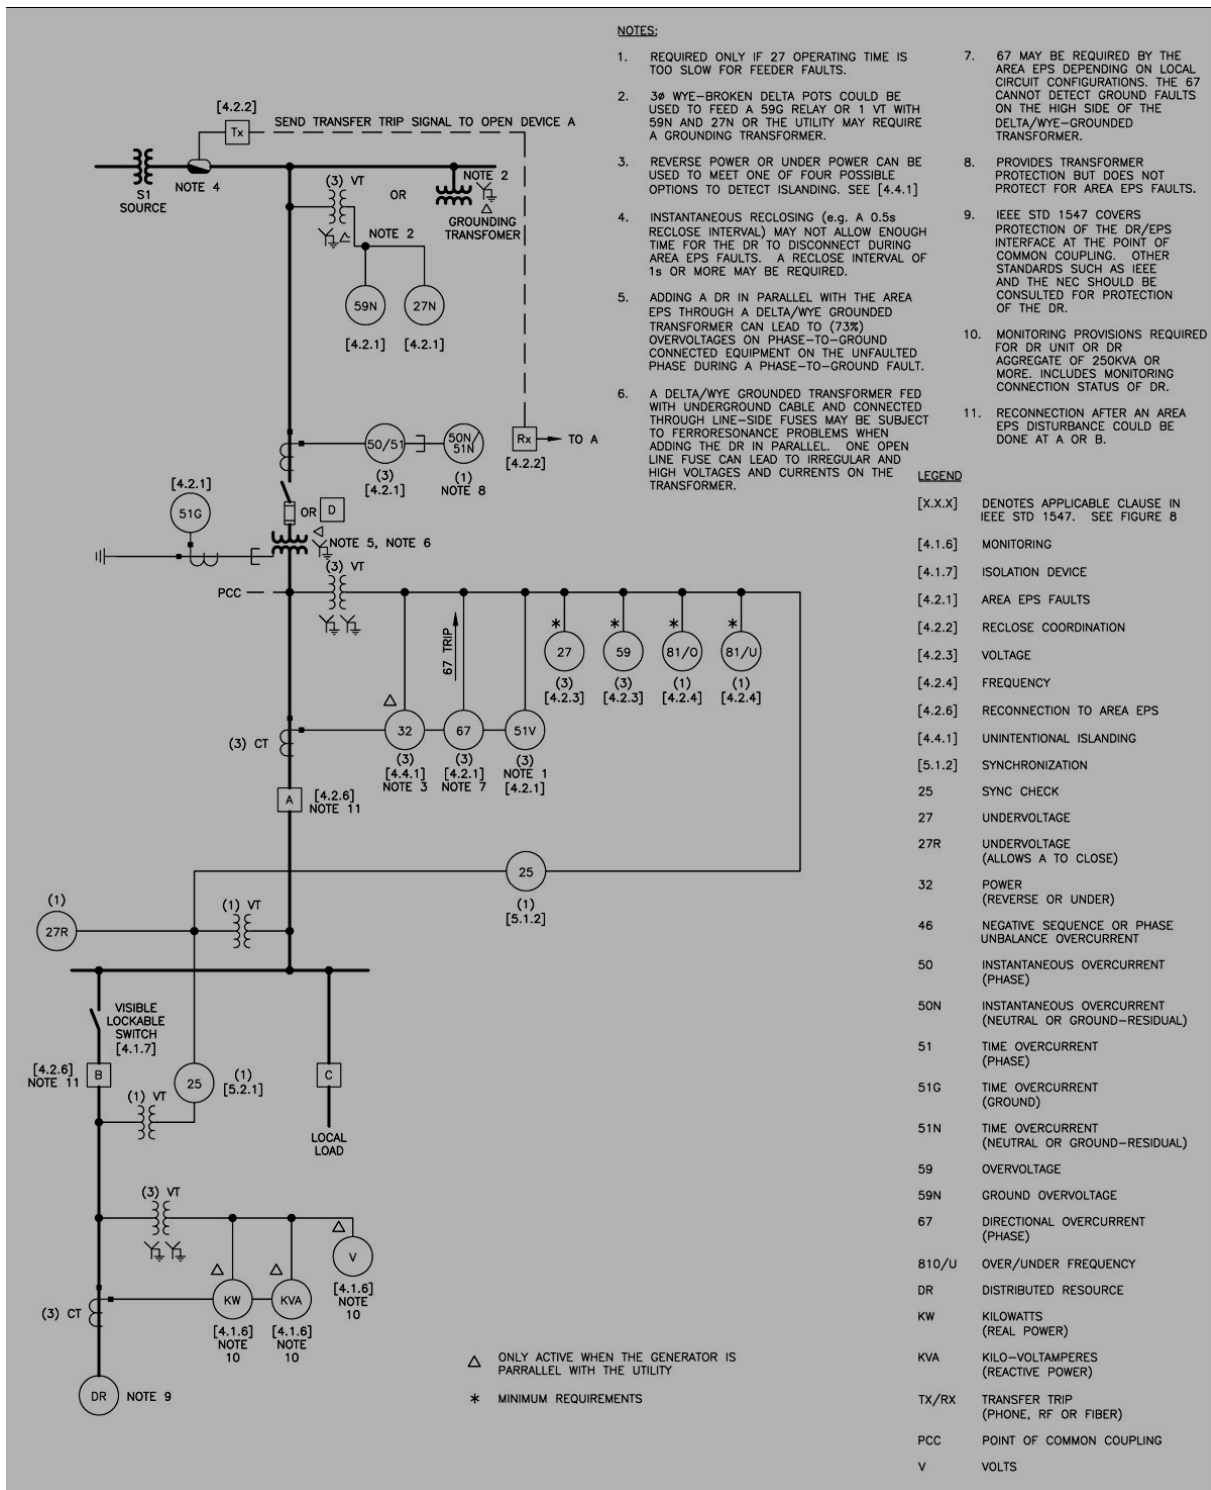 NOTES:
1. REQUIRED ONLY IF 27 OPERATING TIME IS
TOO SLOW FOR FEEDER FAULTS.
2. 3ø WYE-BROKEN DELTA POTS COULD BE
USED TO FEED A 59G RELAY OR 1 VT WITH
59N AND 27N OR THE UTILITY MAY REQUIRE
A GROUNDING TRANSFORMER.
3. REVERSE POWER OR UNDER POWER CAN BE
USED TO MEET ONE OF FOUR POSSIBLE
OPTIONS TO DETECT ISLANDING. SEE [4.4.1]
4. INSTANTANEOUS RECLOSING (e.g. A 0.5s
RECLOSE INTERVAL) MAY NOT ALLOW ENOUGH
TIME FOR THE DR TO DISCONNECT DURING
AREA EPS FAULTS. A RECLOSE INTERVAL OF
1s OR MORE MAY BE REQUIRED.
5. ADDING A DR IN PARALLEL WITH THE AREA
EPS THROUGH A DELTA/WYE GROUNDED
TRANSFORMER CAN LEAD TO (73%)
OVERVOLTAGES ON PHASE-TO-GROUND
CONNECTED EQUIPMENT ON THE UNFAULTED
PHASE DURING A PHASE-TO-GROUND FAULT.
6. A DELTA/WYE GROUNDED TRANSFORMER FED
WITH UNDERGROUND CABLE AND CONNECTED
THROUGH LINE-SIDE FUSES MAY BE SUBJECT
TO FERRORESONANCE PROBLEMS WHEN
ADDING THE DR IN PARALLEL. ONE OPEN
LINE FUSE CAN LEAD TO IRREGULAR AND
HIGH VOLTAGES AND CURRENTS ON THE
TRANSFORMER.
7. 67 MAY BE REQUIRED BY THE
AREA EPS DEPENDING ON LOCAL
CIRCUIT CONFIGURATIONS. THE 67
CANNOT DETECT GROUND FAULTS
ON THE HIGH SIDE OF THE
DELTA/WYE-GROUNDED
TRANSFORMER.
8. PROVIDES TRANSFORMER
PROTECTION BUT DOES NOT
PROTECT FOR AREA EPS FAULTS.
9. IEEE STD 1547 COVERS
PROTECTION OF THE DR/EPS
INTERFACE AT THE POINT OF
COMMON COUPLING. OTHER
STANDARDS SUCH AS IEEE
AND THE NEC SHOULD BE
CONSULTED FOR PROTECTION
OF THE DR.
10. MONITORING PROVISIONS REQUIRED
FOR DR UNIT OR DR
AGGREGATE OF 250KVA OR
MORE. INCLUDES MONITORING
CONNECTION STATUS OF DR.
11. RECONNECTION AFTER AN AREA
EPS DISTURBANCE COULD BE
DONE AT A OR B.
[4.2.2]
Tx
SEND TRANSFER TRIP SIGNAL TO OPEN DEVICE A
S1
SOURCE
NOTE 4
(3) VT
OR
NOTE 2
GROUNDING
TRANSFOMER
NOTE 2
59N
27N
[4.2.1]
[4.2.1]
50/51
50N/
51N
Rx
TO A
[4.2.2]
(3)
[4.2.1]
(1)
NOTE 8
[4.2.1]
51G
OR
D
NOTE 5, NOTE 6
(3) VT
PCC
67 TRIP
*
27
*
59
*
81/O
*
81/U
(3)
[4.2.3]
(3)
[4.2.3]
(1)
[4.2.4]
(1)
[4.2.4]
(3) CT
32
67
51V
(3)
[4.4.1]
NOTE 3
(3)
[4.2.1]
NOTE 7
(3)
NOTE 1
[4.2.1]
A
[4.2.6]
NOTE 11
25
(1)
[5.1.2]
(1)
27R
(1) VT
VISIBLE
LOCKABLE
SWITCH
[4.1.7]
[4.2.6]
NOTE 11
B
25
(1)
[5.2.1]
C
(1) VT
LOCAL
LOAD
(3) VT
V
[4.1.6]
NOTE
10
(3) CT
KW
KVA
[4.1.6]
NOTE
10
[4.1.6]
NOTE
10
DR
NOTE 9
△ ONLY ACTIVE WHEN THE GENERATOR IS
PARRALLEL WITH THE UTILITY
* MINIMUM REQUIREMENTS
LEGEND
[X.X.X] DENOTES APPLICABLE CLAUSE IN
IEEE STD 1547. SEE FIGURE 8
[4.1.6] MONITORING
[4.1.7] ISOLATION DEVICE
[4.2.1] AREA EPS FAULTS
[4.2.2] RECLOSE COORDINATION
[4.2.3] VOLTAGE
[4.2.4] FREQUENCY
[4.2.6] RECONNECTION TO AREA EPS
[4.4.1] UNINTENTIONAL ISLANDING
[5.1.2] SYNCHRONIZATION
25 SYNC CHECK
27 UNDERVOLTAGE
27R UNDERVOLTAGE
(ALLOWS A TO CLOSE)
32 POWER
(REVERSE OR UNDER)
46 NEGATIVE SEQUENCE OR PHASE
UNBALANCE OVERCURRENT
50 INSTANTANEOUS OVERCURRENT
(PHASE)
50N INSTANTANEOUS OVERCURRENT
(NEUTRAL OR GROUND-RESIDUAL)
51 TIME OVERCURRENT
(PHASE)
51G TIME OVERCURRENT
(GROUND)
51N TIME OVERCURRENT
(NEUTRAL OR GROUND-RESIDUAL)
59 OVERVOLTAGE
59N GROUND OVERVOLTAGE
67 DIRECTIONAL OVERCURRENT
(PHASE)
810/U OVER/UNDER FREQUENCY
DR DISTRIBUTED RESOURCE
KW KILOWATTS
(REAL POWER)
KVA KILO-VOLTAMPERES
(REACTIVE POWER)
TX/RX TRANSFER TRIP
(PHONE, RF OR FIBER)
PCC POINT OF COMMON COUPLING
V VOLTS